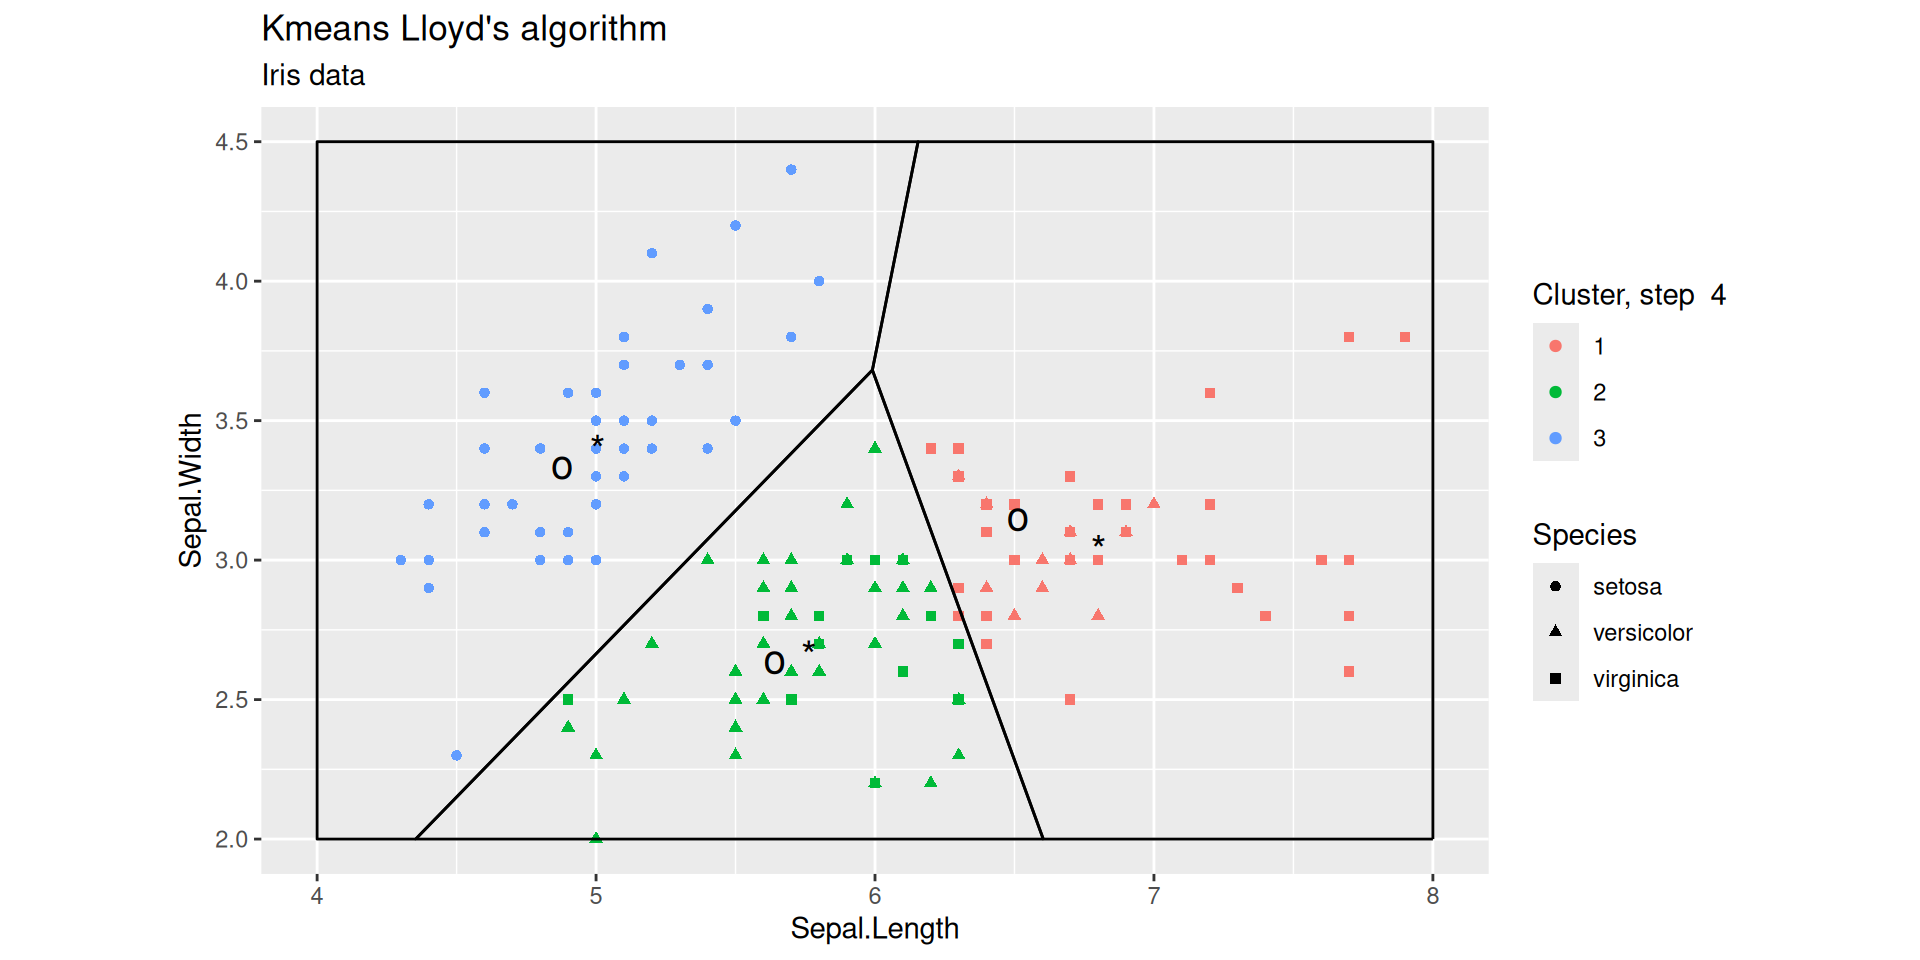 Kmeans Lloyd's algorithm
Iris data
4.5
4.0
3.5
3.0
2.5
2.0
Sepal.Width
o
*
o
*
o
*
4
5
6
7
8
Sepal.Length
Cluster, step  4
1
2
3
Species
setosa
versicolor
virginica